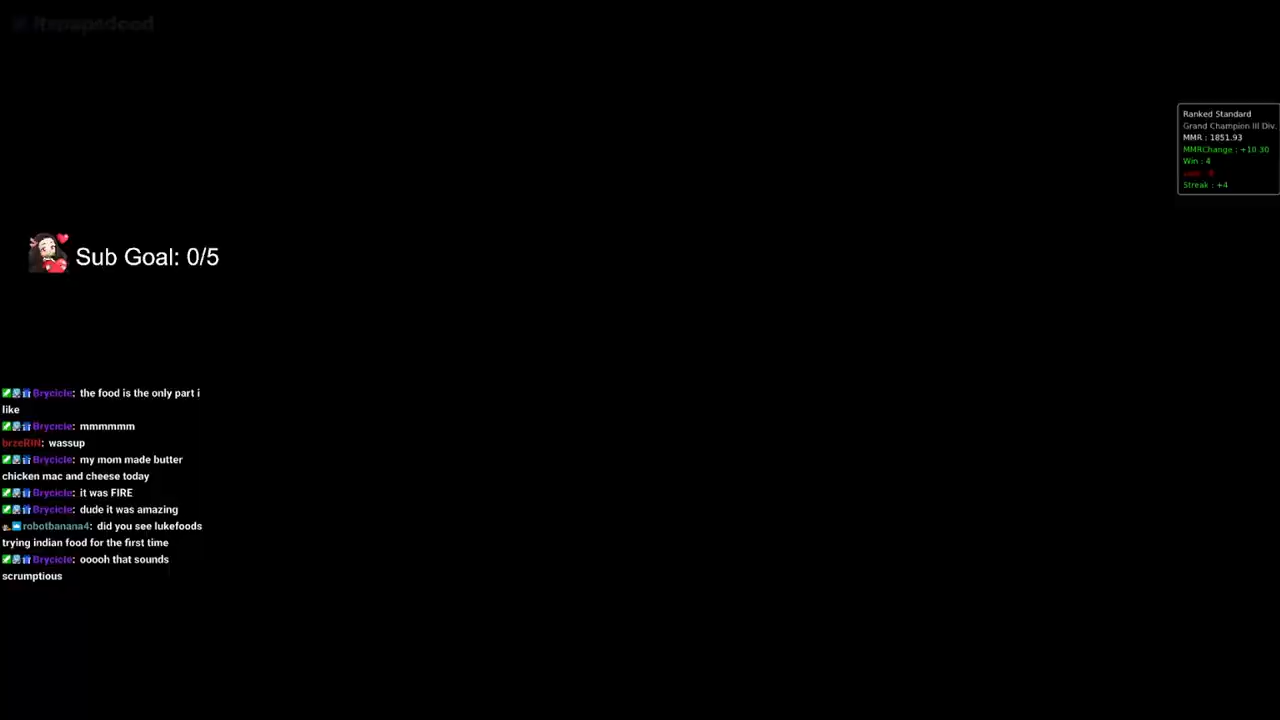 Ranked Standard
Grand Champion III Div.
MMR : 1851.93
MMRChange : +10.30
Win : 4
Streak : +4
Sub Goal: 0/5
Brycicle: the food is the only part i
like
Brycicle: mmmmmm
brzeRIN: wassup
Brycicle: my mom made butter
chicken mac and cheese today
Brycicle: it was FIRE
Brycicle: dude it was amazing
robotbanana4: did you see lukefoods
trying indian food for the first time
Brycicle: ooooh that sounds
scrumptious